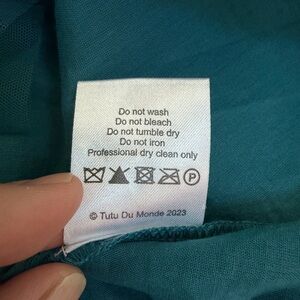 Do not wash
Do not bleach
Do not tumble dry
Do not iron
Professional dry clean only
P
© Tutu Du Monde 2023